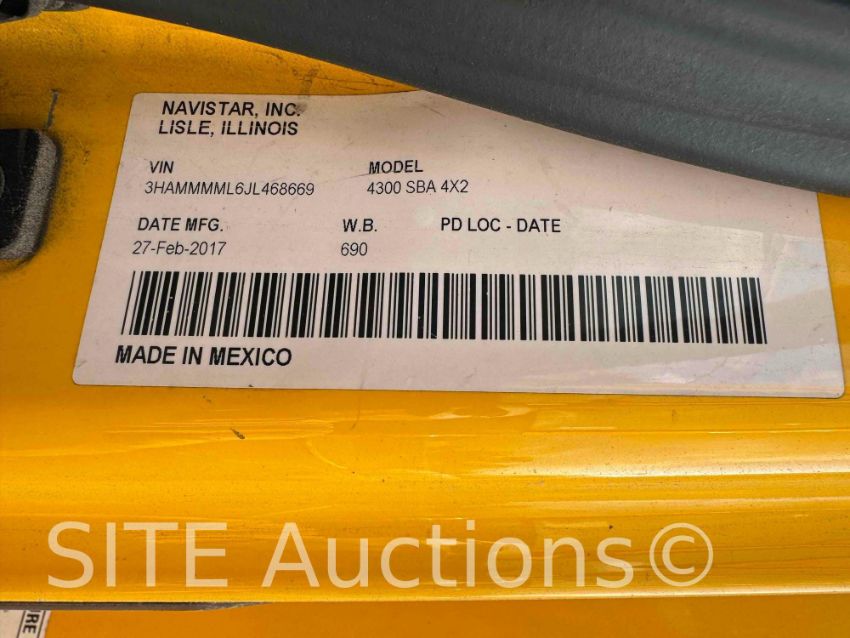 NAVISTAR, INC.
LISLE, ILLINOIS
VIN MODEL
3HAMMMML6JL468669 4300 SBA 4X2
DATE MFG. W.B. PD LOC - DATE
27-Feb-2017 690
MADE IN MEXICO
SITE Auctions©